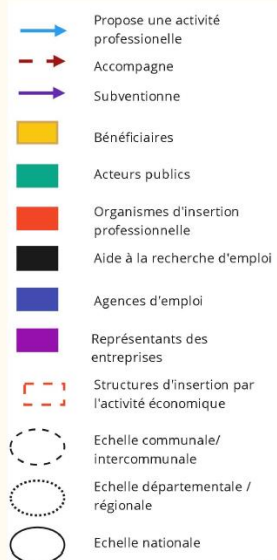 Propose une activité
professionelle
Accompagne
Subventionne
Bénéficiaires
Acteurs publics
Organismes d'insertion
professionnelle
Aide à la recherche d'emploi
Agences d'emploi
Représentants des
entreprises
Structures d'insertion par
l'activité économique
Echelle communale/
intercommunale
Echelle départementale /
régionale
Echelle nationale